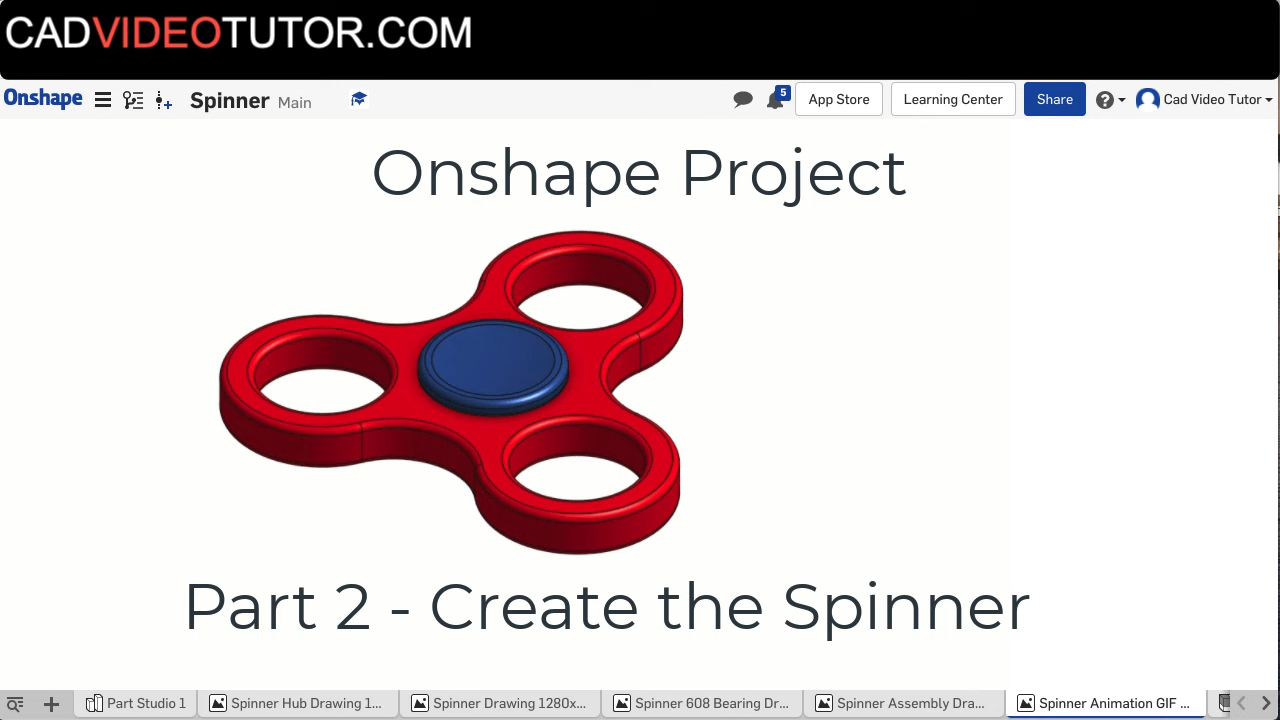 CADVIDEOTUTOR.COM
Onshape Spinner Main 5 App Store Learning Center Share ? Cad Video Tutor
Onshape Project
Part 2 - Create the Spinner
Part Studio 1 Spinner Hub Drawing 1... Spinner Drawing 1280x... Spinner 608 Bearing Dr... Spinner Assembly Dra... Spinner Animation GIF ...